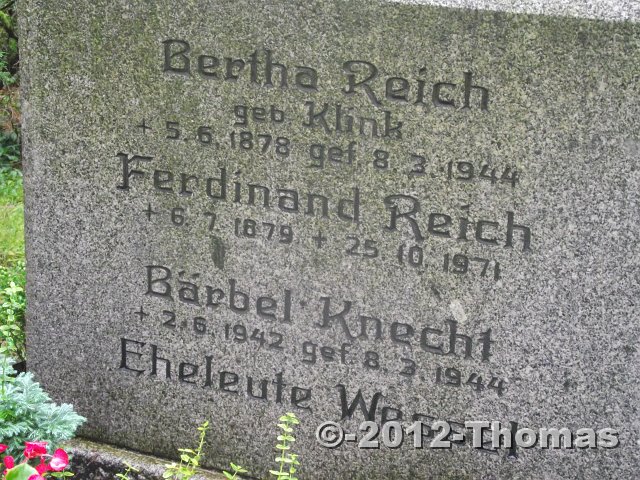 Bertha Reich
geb Klink
+ 5. 6. 1878 gef 8. 3. 1944
Ferdinand Reich
+ 6. 7. 1879 + 25. 10. 1971
Bärbel Knecht
+ 2. 6. 1942 gef. 8. 3. 1944
Eheleute Wessel
©-2012-Thomas